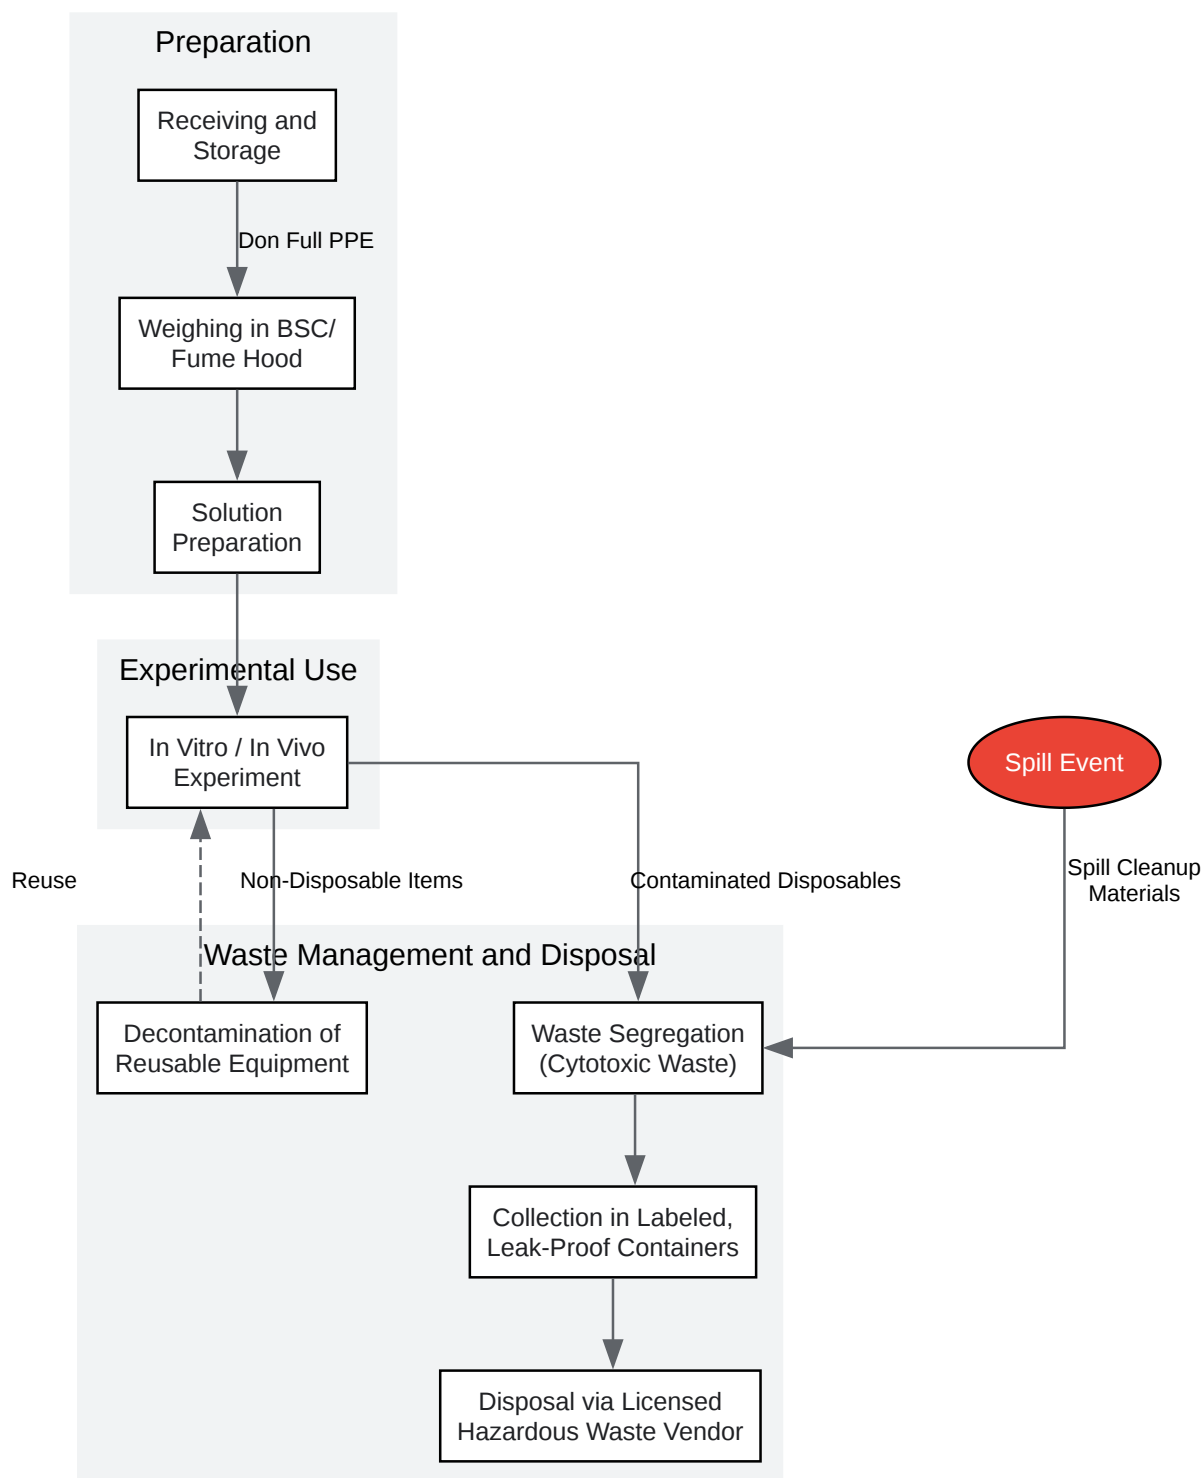 Preparation
Receiving and
Storage
Don Full PPE
Weighing in BSC/
Fume Hood
Solution
Preparation
Experimental Use
In Vitro / In Vivo
Experiment
Spill Event
Reuse
Non-Disposable Items
Contaminated Disposables
Spill Cleanup
Materials
Waste Management and Disposal
Decontamination of
Reusable Equipment
Waste Segregation
(Cytotoxic Waste)
Collection in Labeled,
Leak-Proof Containers
Disposal via Licensed
Hazardous Waste Vendor